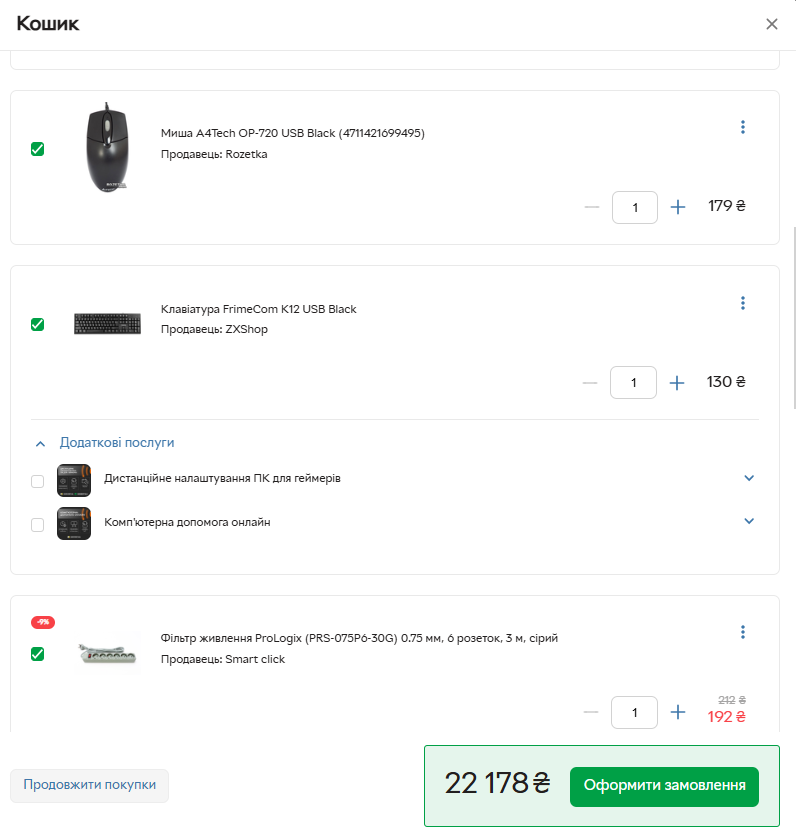 Кошик
Миша A4Tech OP-720 USB Black (4711421699495)
Продавець: Rozetka
1
179 ₴
Клавіатура FrimeCom K12 USB Black
Продавець: ZXShop
1
130 ₴
Додаткові послуги
Дистанційне налаштування ПК для геймерів
Комп'ютерна допомога онлайн
-9%
Фільтр живлення ProLogix (PRS-075P6-30G) 0.75 мм, 6 розеток, 3 м, сірий
Продавець: Smart click
212 ₴
1
192 ₴
Продовжити покупки
22 178 ₴
Оформити замовлення